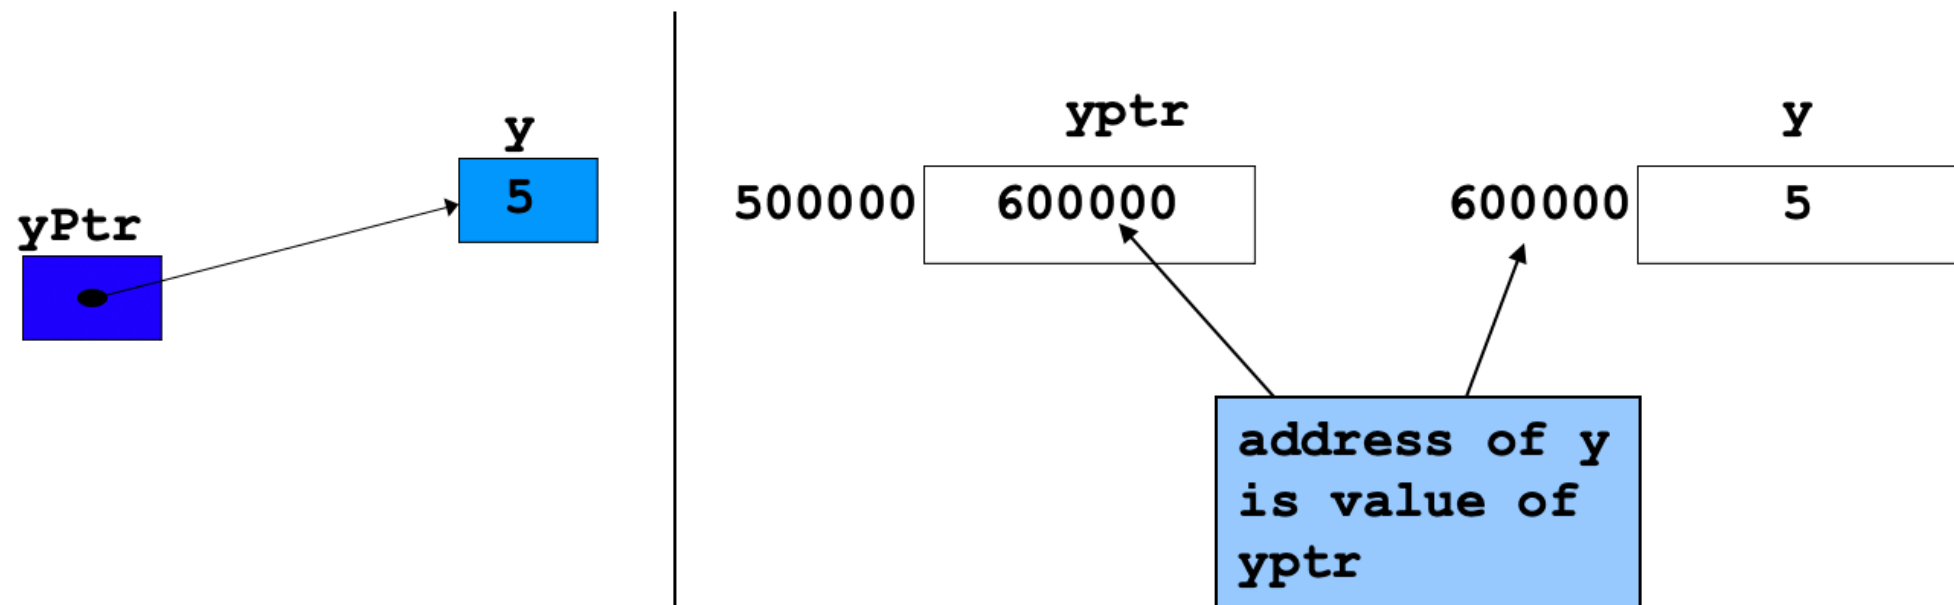 y
5
yPtr
yptr
y
500000 600000
600000 5
address of y
is value of
yptr